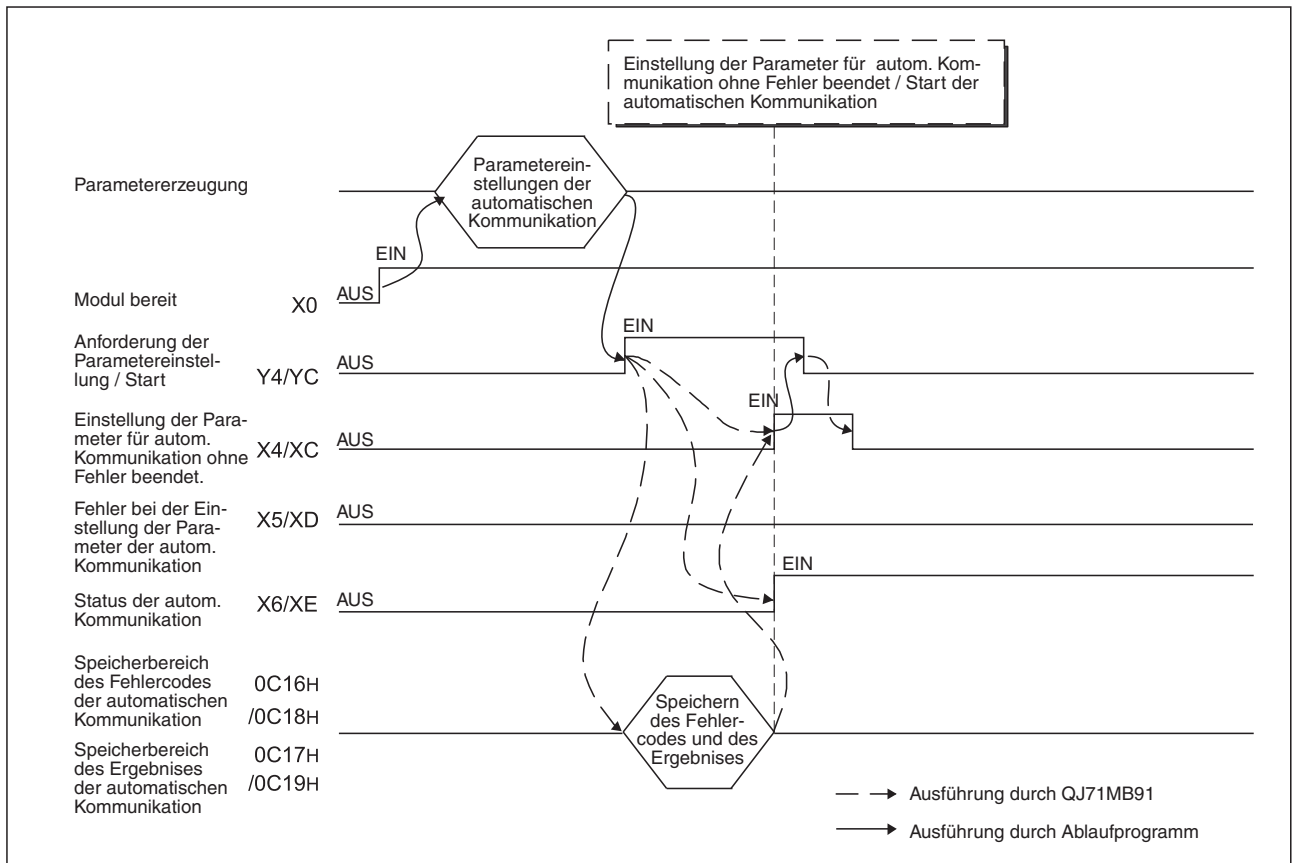 Einstellung der Parameter für autom. Kom-
munikation ohne Fehler beendet / Start der
automatischen Kommunikation
Parametererzeugung
Parameterein-
stellungen der
automatischen
Kommunikation
EIN
Modul bereit X0 AUS
EIN
Anforderung der
Parametereinstel-
lung / Start Y4/YC AUS
EIN
Einstellung der Para-
meter für autom.
Kommunikation ohne
Fehler beendet. X4/XC AUS
Fehler bei der Ein-
stellung der Para-
meter der autom.
Kommunikation X5/XD AUS
EIN
Status der autom.
Kommunikation X6/XE AUS
Speicherbereich
des Fehlercodes
der automatischen
Kommunikation
0C16H
/0C18H
Speichern
des Fehler-
codes und des
Ergebnises
Speicherbereich
des Ergebnises
der automatischen
Kommunikation
0C17H
/0C19H
Ausführung durch QJ71MB91
Ausführung durch Ablaufprogramm